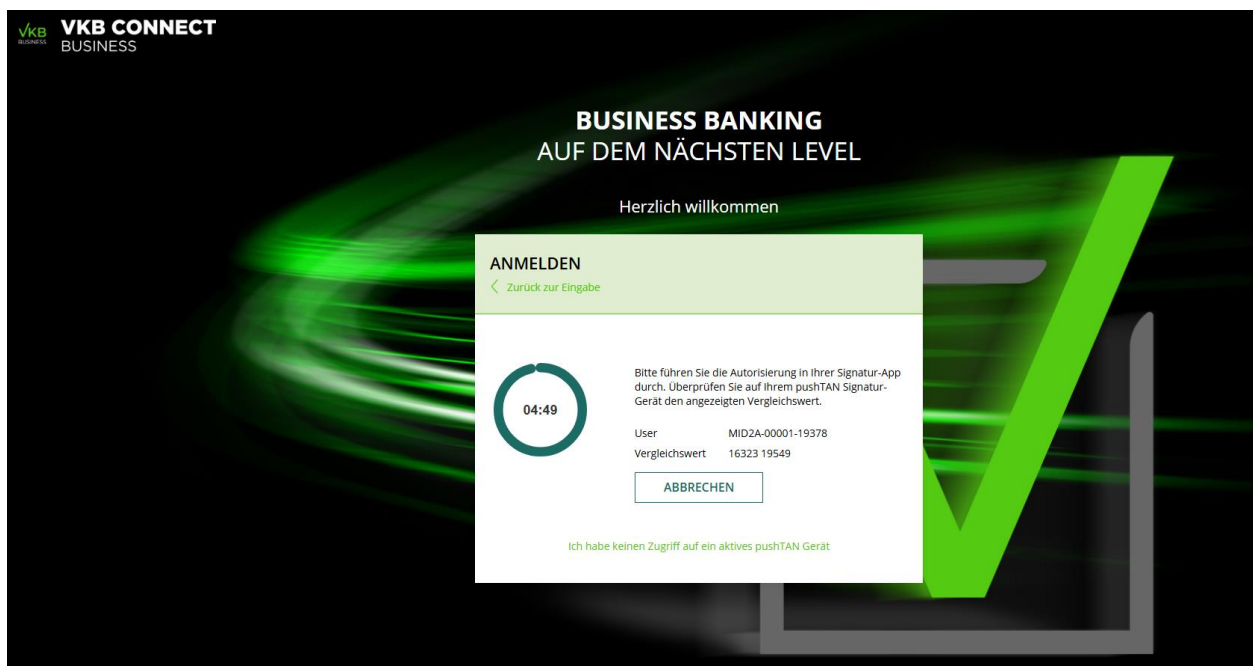 VKB
BUSINESS
VKB CONNECT
BUSINESS
BUSINESS BANKING
AUF DEM NÄCHSTEN LEVEL
Herzlich willkommen
ANMELDEN
Zurück zur Eingabe
04:49
Bitte führen Sie die Autorisierung in Ihrer Signatur-App
durch. Überprüfen Sie auf Ihrem pushTAN Signatur-
Gerät den angezeigten Vergleichswert.
User MID2A-00001-19378
Vergleichswert 16323 19549
ABBRECHEN
Ich habe keinen Zugriff auf ein aktives pushTAN Gerät